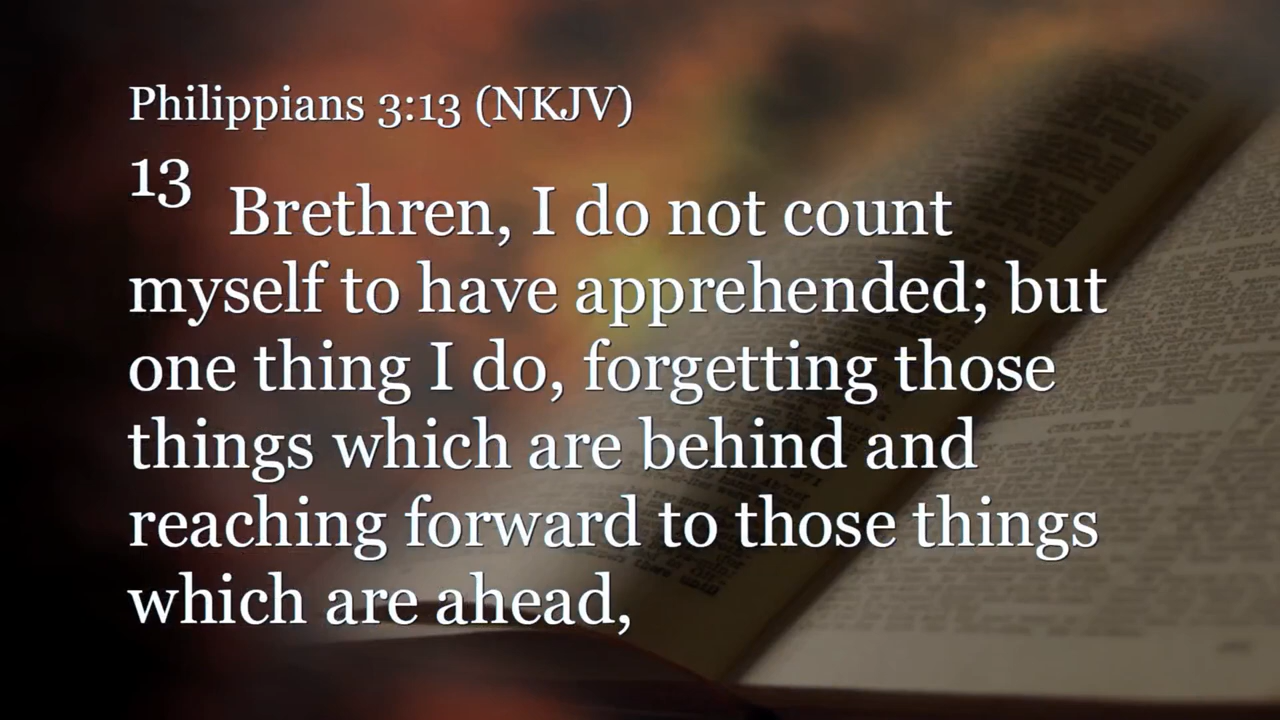 Philippians 3:13 (NKJV)
13 Brethren, I do not count
myself to have apprehended; but
one thing I do, forgetting those
things which are behind and
reaching forward to those things
which are ahead,